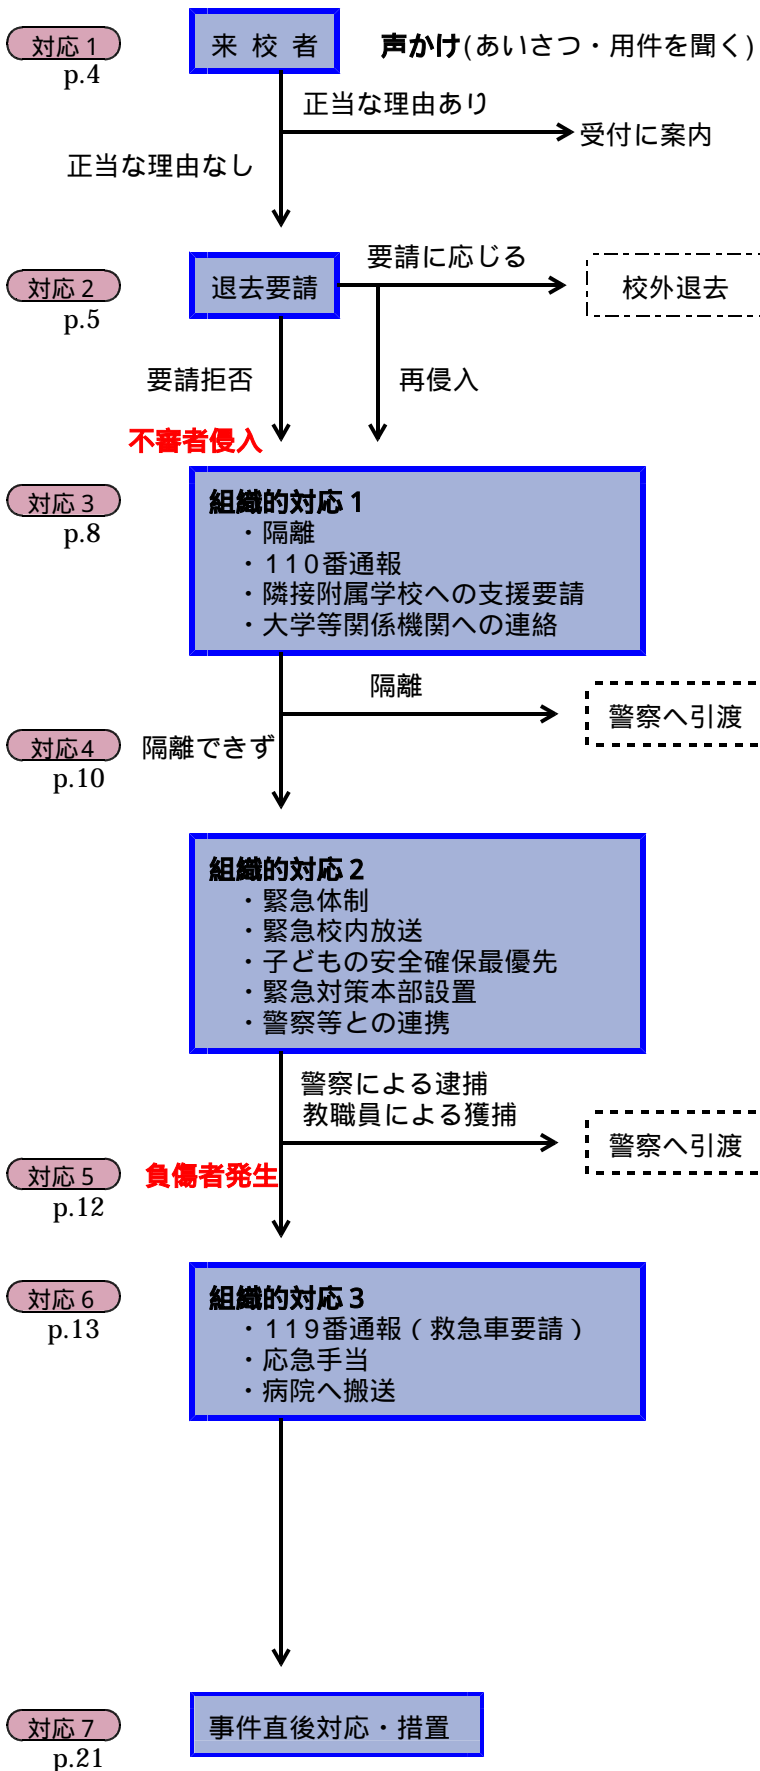 対応1
p.4
来 校 者
声かけ(あいさつ・用件を聞く)
正当な理由あり
受付に案内
正当な理由なし
対応2
p.5
退去要請
要請に応じる
校外退去
要請拒否
再侵入
不審者侵入
対応3
p.8
組織的対応1
・隔離
・110番通報
・隣接附属学校への支援要請
・大学等関係機関への連絡
隔離
警察へ引渡
対応4
p.10
隔離できず
組織的対応2
・緊急体制
・緊急校内放送
・子どもの安全確保最優先
・緊急対策本部設置
・警察等との連携
警察による逮捕
教職員による獲捕
警察へ引渡
対応5
p.12
負傷者発生
対応6
p.13
組織的対応3
・119番通報(救急車要請)
・応急手当
・病院へ搬送
対応7
p.21
事件直後対応・措置